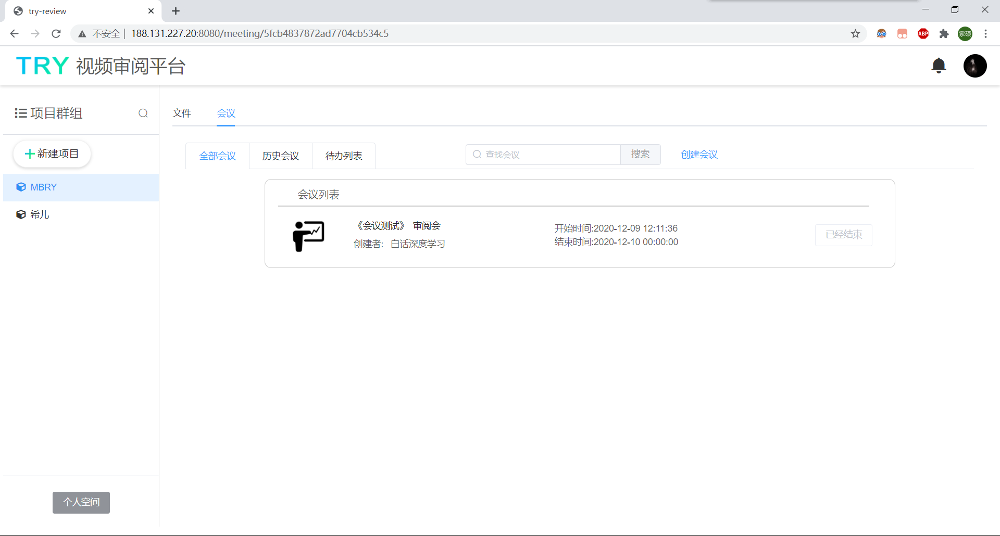 try-review
不安全 | 188.131.227.20:8080/meeting/5fcb4837872ad7704cb534c5
ABP
家硕
TRY 视频审阅平台
项目群组
文件 会议
新建项目
全部会议 历史会议 待办列表 查找会议 搜索 创建会议
MBRY
希儿
会议列表
《会议测试》 审阅会
创建者: 白话深度学习
开始时间:2020-12-09 12:11:36
结束时间:2020-12-10 00:00:00
已经结束
个人空间